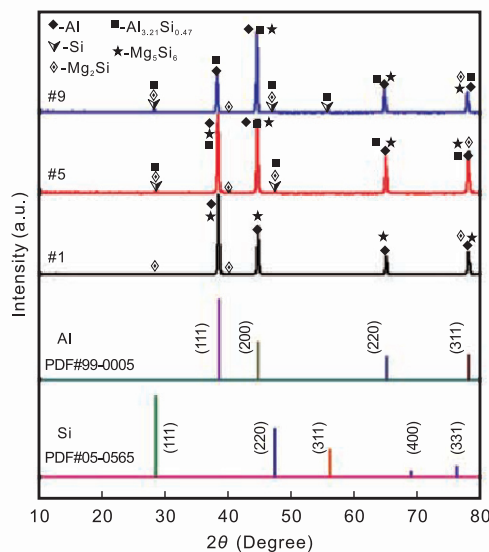 -Al -Al3.21Si0.47
-Si -Mg5Si6
-Mg2Si
#9
#5
#1
Al
PDF#99-0005
(111) (200) (220) (311)
Si
PDF#05-0565
(111) (220) (311) (400) (331)
10 20 30 40 50 60 70 80
2θ (Degree)
Intensity (a.u.)